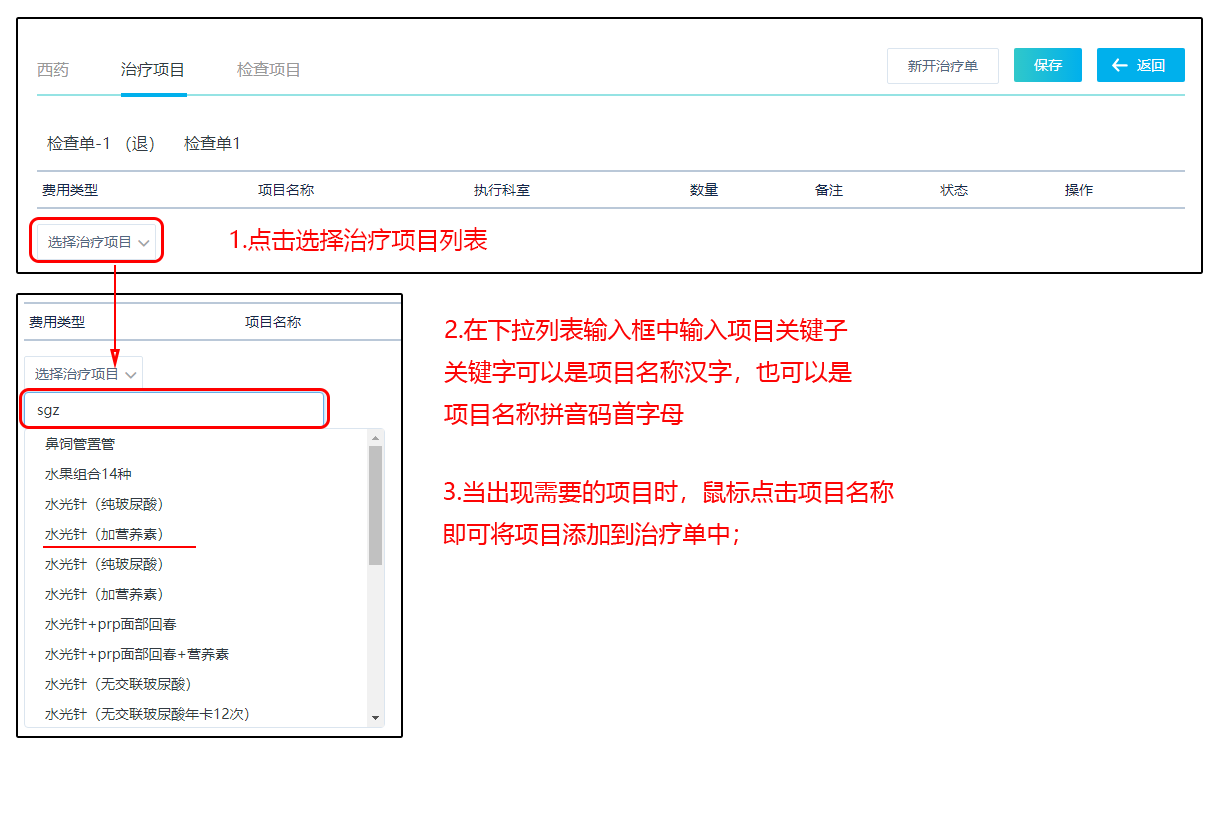 西药 治疗项目 检查项目 新开治疗单 保存 返回
检查单-1 （退） 检查单1
费用类型 项目名称 执行科室 数量 备注 状态 操作
选择治疗项目 1.点击选择治疗项目列表
费用类型 项目名称
选择治疗项目
sgz
鼻饲管置管
水果组合14种
水光针（纯玻尿酸）
水光针（加营养素）
水光针（纯玻尿酸）
水光针（加营养素）
水光针+prp面部回春
水光针+prp面部回春+营养素
水光针（无交联玻尿酸）
水光针（无交联玻尿酸年卡12次）
2.在下拉列表输入框中输入项目关键子
关键字可以是项目名称汉字，也可以是
项目名称拼音码首字母
3.当出现需要的项目时，鼠标点击项目名称
即可将项目添加到治疗单中；